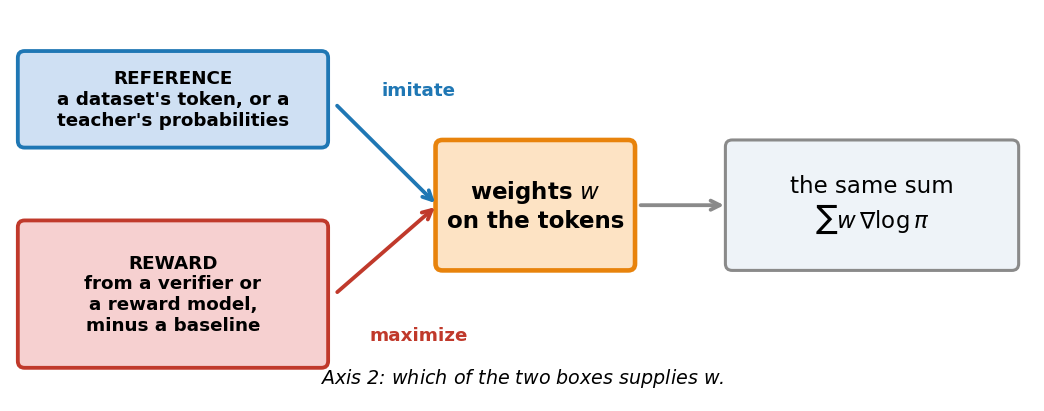 REFERENCE
a dataset's token, or a
teacher's probabilities
imitate
REWARD
from a verifier or
a reward model,
minus a baseline
maximize
weights w
on the tokens
the same sum
∑ w ∇ log π
Axis 2: which of the two boxes supplies w.